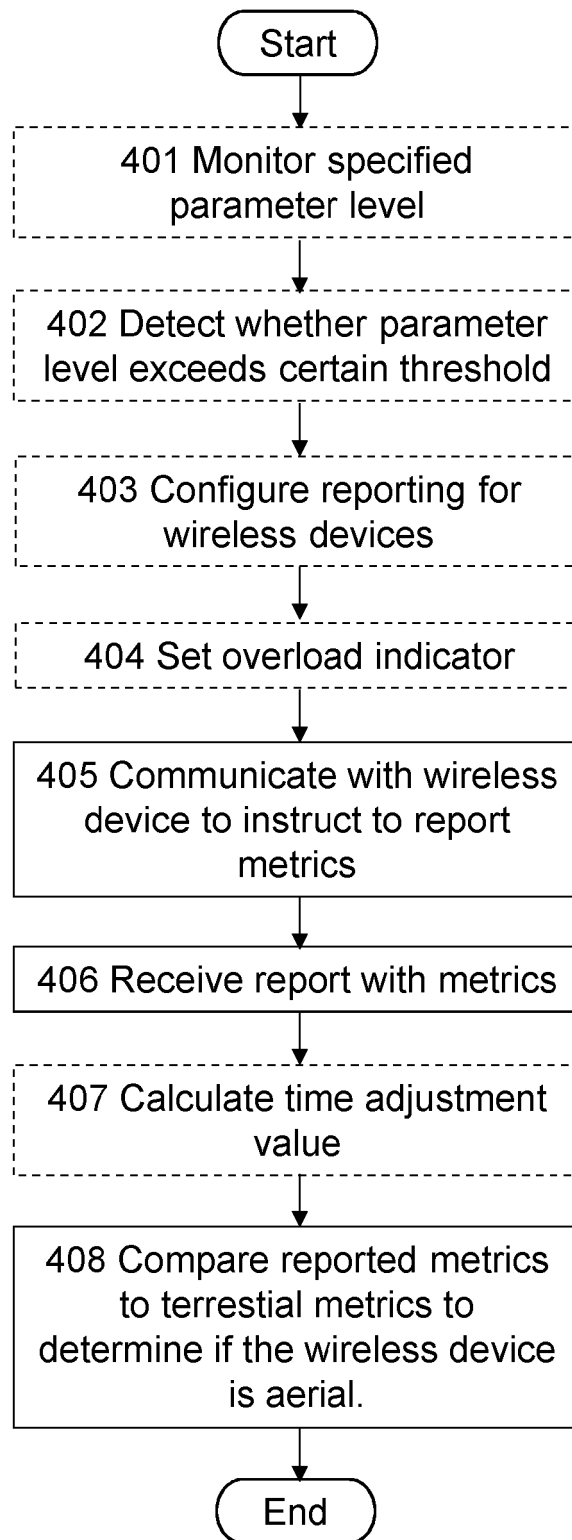 Start
401 Monitor specified
parameter level
402 Detect whether parameter
level exceeds certain threshold
403 Configure reporting for
wireless devices
404 Set overload indicator
405 Communicate with wireless
device to instruct to report
metrics
406 Receive report with metrics
407 Calculate time adjustment
value
408 Compare reported metrics
to terrestial metrics to
determine if the wireless device
is aerial.
End